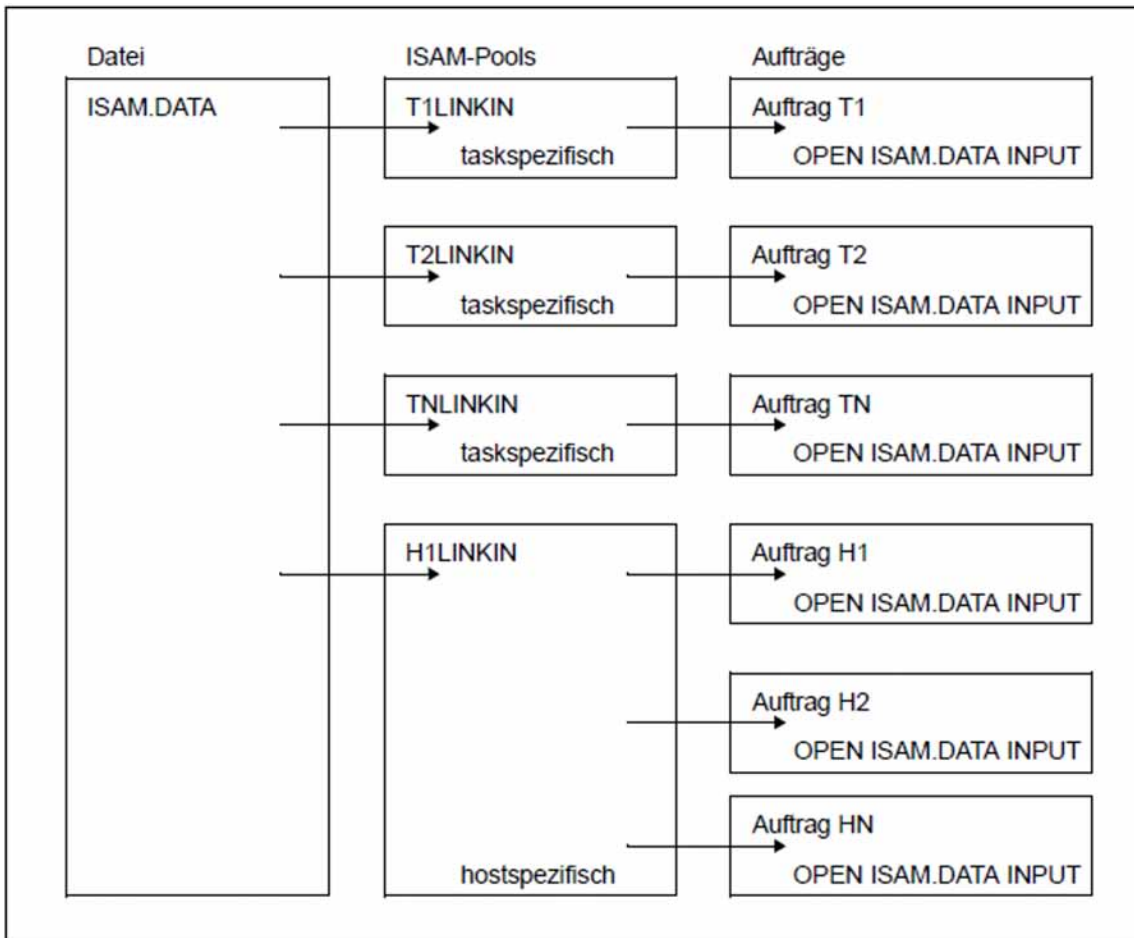 Datei
ISAM-Pools
Aufträge
ISAM.DATA
T1LINKIN
taskspezifisch
Auftrag T1
OPEN ISAM.DATA INPUT
T2LINKIN
taskspezifisch
Auftrag T2
OPEN ISAM.DATA INPUT
TNLINKIN
taskspezifisch
Auftrag TN
OPEN ISAM.DATA INPUT
H1LINKIN
hostspezifisch
Auftrag H1
OPEN ISAM.DATA INPUT
Auftrag H2
OPEN ISAM.DATA INPUT
Auftrag HN
OPEN ISAM.DATA INPUT